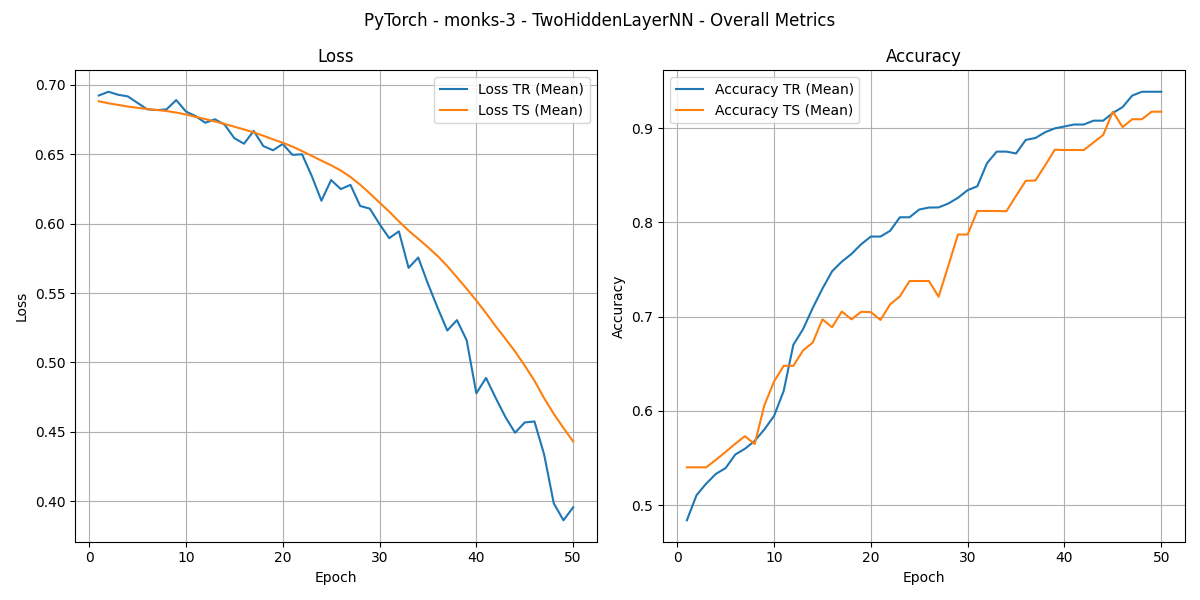 PyTorch - monks-3 - TwoHiddenLayerNN - Overall Metrics
Loss
Loss TR (Mean)
Loss TS (Mean)
0.70
0.65
0.60
0.55
0.50
0.45
0.40
Loss
0
10
20
30
40
50
Epoch
Accuracy
Accuracy TR (Mean)
Accuracy TS (Mean)
0.9
0.8
0.7
0.6
0.5
Accuracy
0
10
20
30
40
50
Epoch